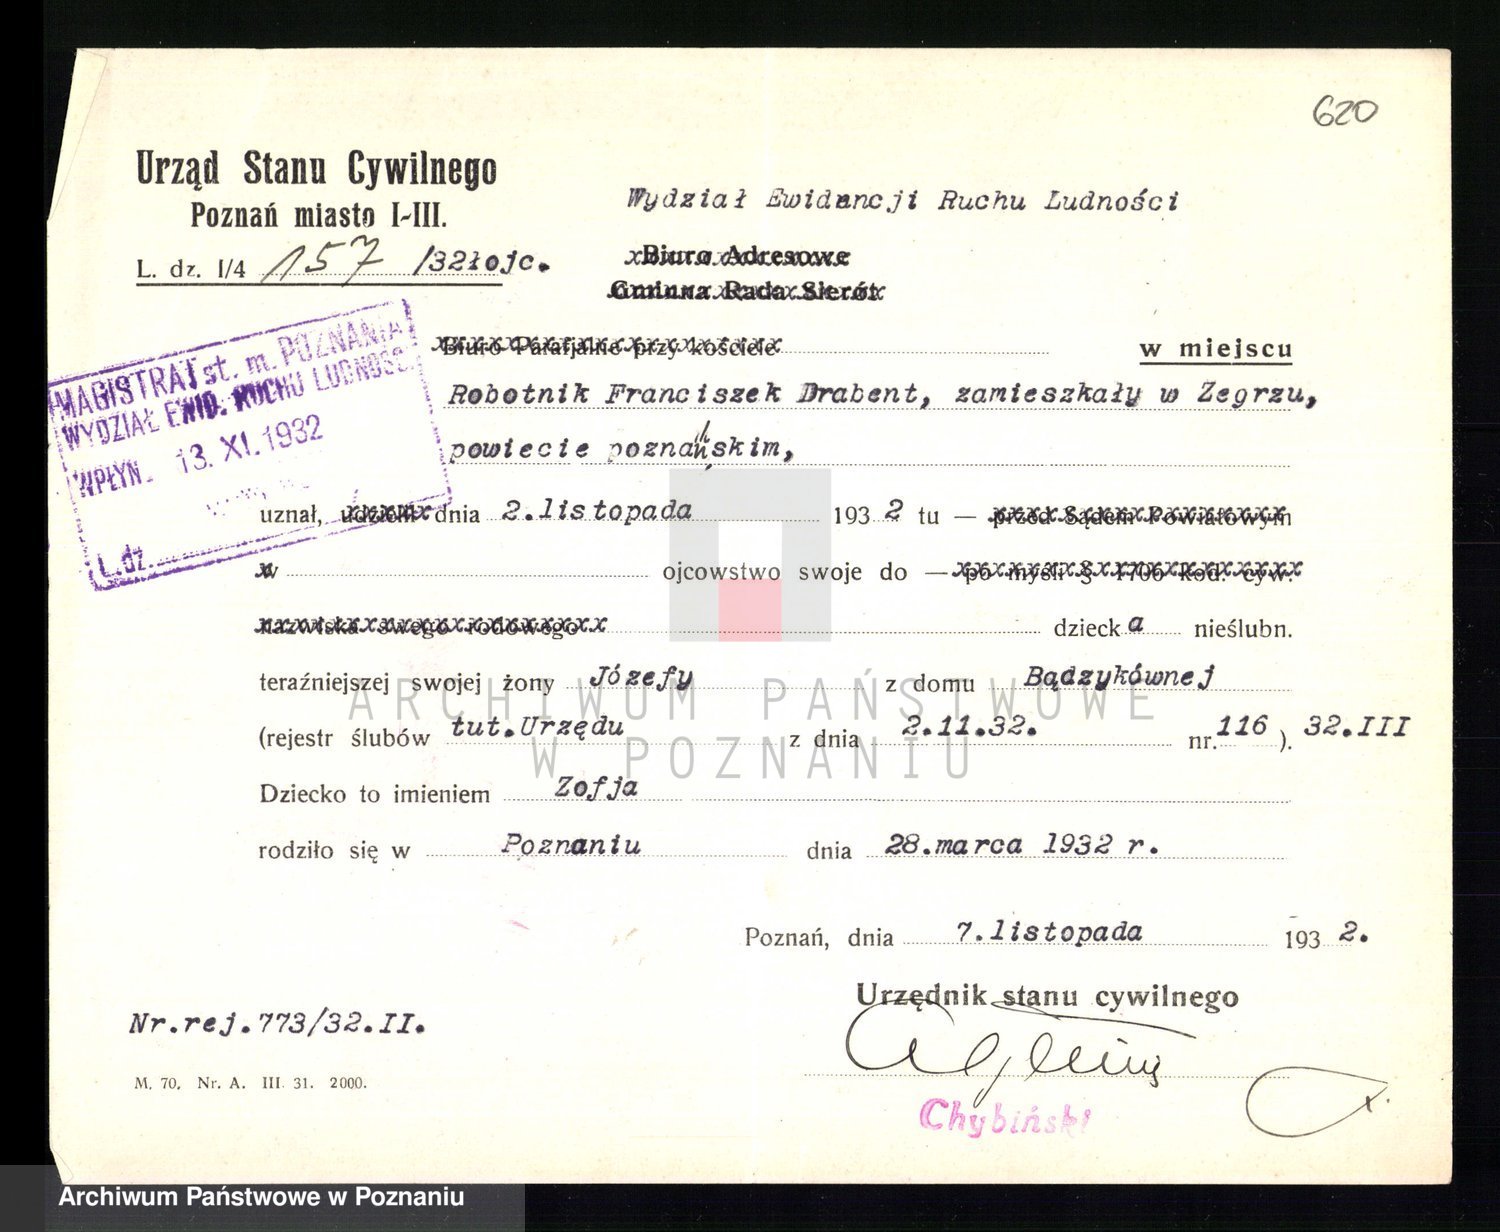 620
Urząd Stanu Cywilnego
Poznań miasto I-III.
L. dz. I/4 157 /32łojc.
Wydział Ewidencji Ruchu Ludności
Biuro Adresowe
Gminna Rada Sierót
Biuro Parafjalne przy kościele
w miejscu
MAGISTRAT st. m. POZNANIA
WYDZIAŁ EWID. RUCHU LUDNOŚC.
WPŁYN. 13. XI. 1932
L. dz.
Robotnik Franciszek Drabent, zamieszkały w Zegrzu,
powiecie poznańskim,
uznał, udzielił dnia 2.listopada 193 2 tu — przed Sądem Powiatowym
w ojcowstwo swoje do — po myśli § 1706 kod. cyw.
nazwiska swego rodowego dzieck a nieślubn.
teraźniejszej swojej żony Józefy z domu Bądzykównej
(rejestr ślubów tut.Urzędu z dnia 2.11.32. nr. 116 ). 32.III
Dziecko to imieniem Zofja
rodziło się w Poznaniu dnia 28.marca 1932 r.
Poznań, dnia 7.listopada 193 2.
Urzędnik stanu cywilnego
Chybiński
Nr.rej.773/32.II.
M. 70. Nr. A. III 31. 2000.
ARCHIWUM PAŃSTWOWE
W POZNANIU
Archiwum Państwowe w Poznaniu